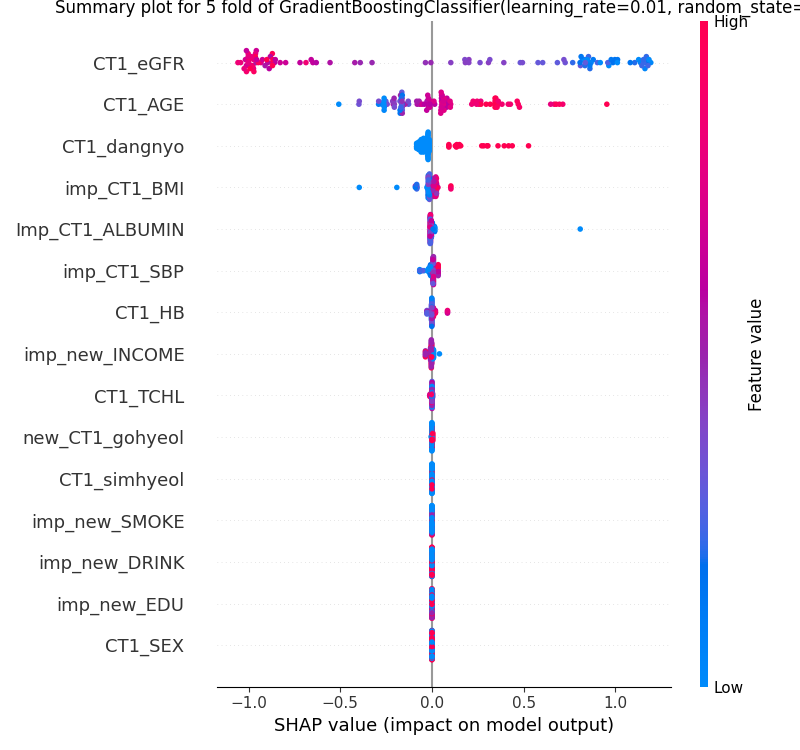 Summary plot for 5 fold of GradientBoostingClassifier(learning_rate=0.01, random_state=
High
CT1_eGFR
CT1_AGE
CT1_dangnyo
imp_CT1_BMI
Imp_CT1_ALBUMIN
imp_CT1_SBP
CT1_HB
imp_new_INCOME
CT1_TCHL
new_CT1_gohyeol
CT1_simhyeol
imp_new_SMOKE
imp_new_DRINK
imp_new_EDU
CT1_SEX
Feature value
Low
−1.0 −0.5 0.0 0.5 1.0
SHAP value (impact on model output)